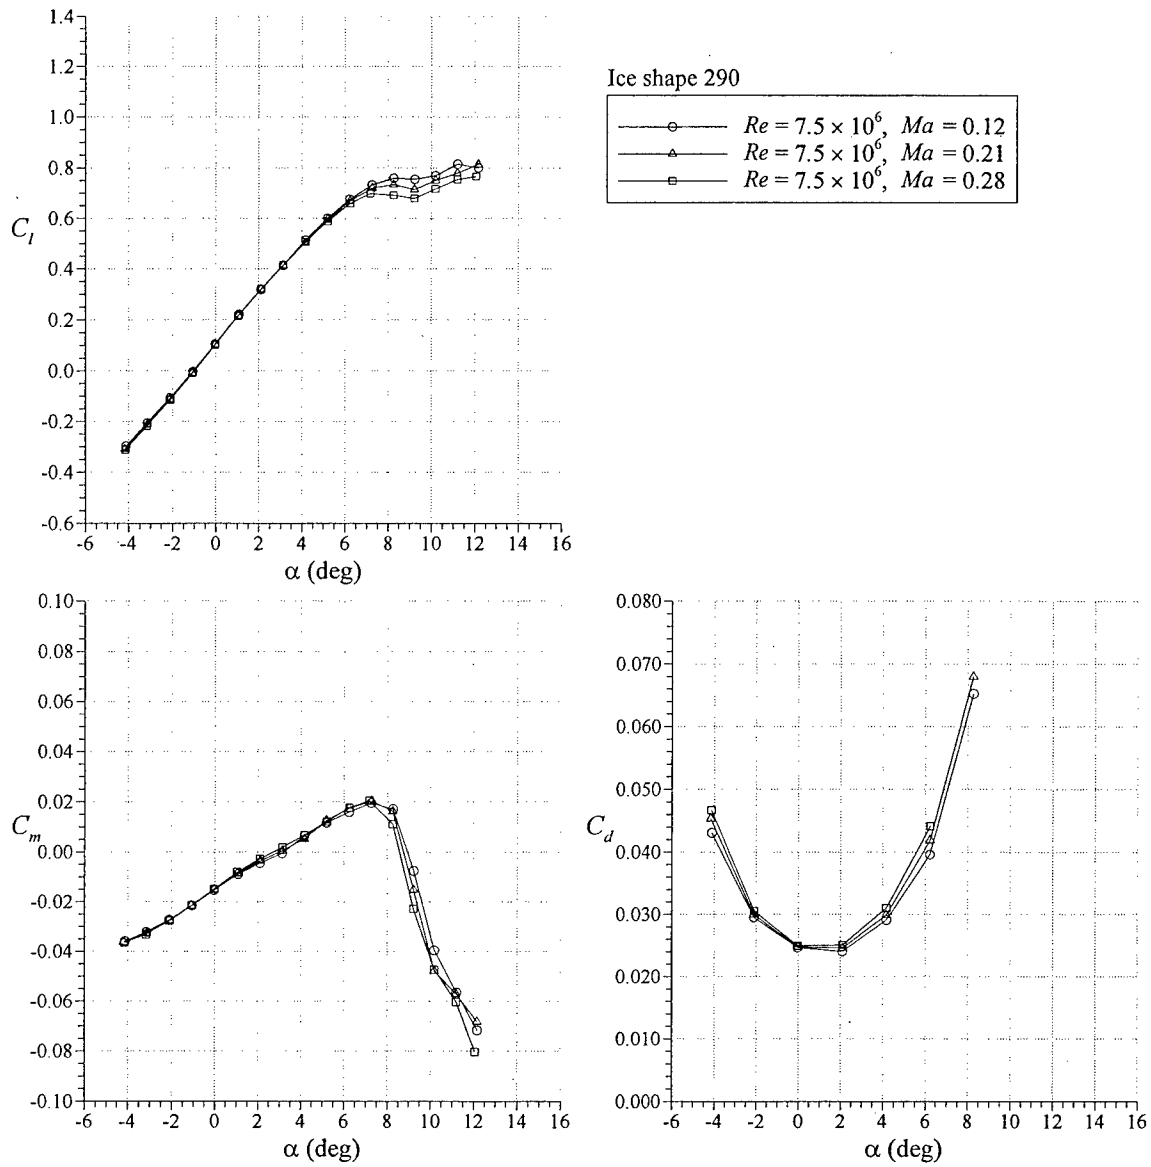 1.4
1.2
1.0
0.8
0.6
0.4
0.2
0.0
-0.2
-0.4
-0.6
C_l
-6 -4 -2 0 2 4 6 8 10 12 14 16
α (deg)
Ice shape 290
Re = 7.5 × 10^6, Ma = 0.12
Re = 7.5 × 10^6, Ma = 0.21
Re = 7.5 × 10^6, Ma = 0.28
0.10
0.08
0.06
0.04
0.02
0.00
-0.02
-0.04
-0.06
-0.08
-0.10
C_m
-6 -4 -2 0 2 4 6 8 10 12 14 16
α (deg)
0.080
0.070
0.060
0.050
0.040
0.030
0.020
0.010
0.000
C_d
-6 -4 -2 0 2 4 6 8 10 12 14 16
α (deg)